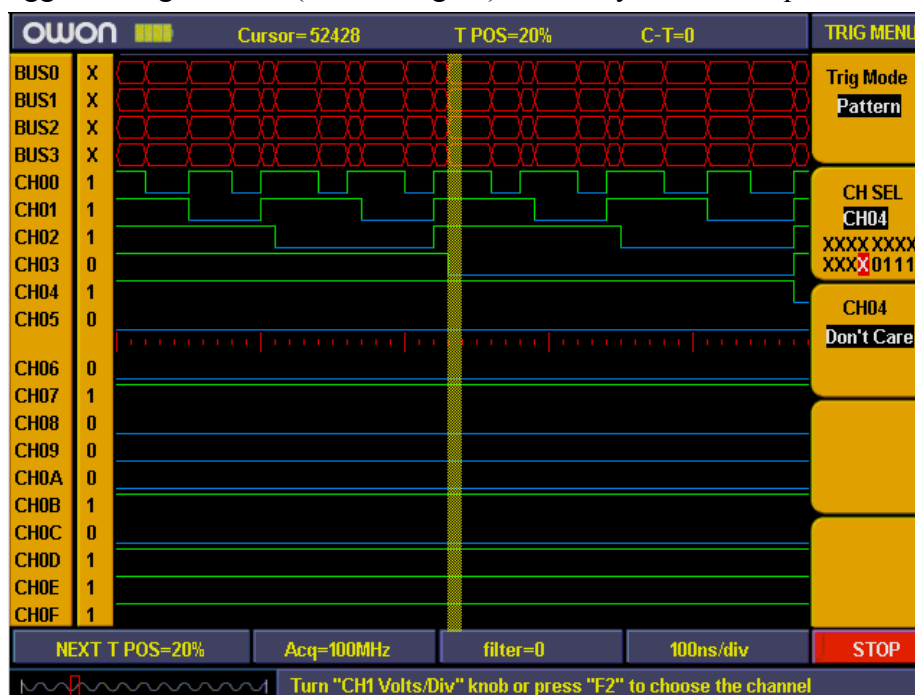 owon Cursor=52428 T POS=20% C-T=0 TRIG MENU
BUS0 X
BUS1 X
BUS2 X
BUS3 X
CH00 1
CH01 1
CH02 1
CH03 0
CH04 1
CH05 0
CH06 0
CH07 1
CH08 0
CH09 0
CH0A 0
CH0B 1
CH0C 0
CH0D 1
CH0E 1
CH0F 1
Trig Mode
Pattern
CH SEL
CH04
XXXX XXXX
XXXX 0111
CH04
Don't Care
NEXT T POS=20% Acq=100MHz filter=0 100ns/div STOP
Turn "CH1 Volts/Div" knob or press "F2" to choose the channel